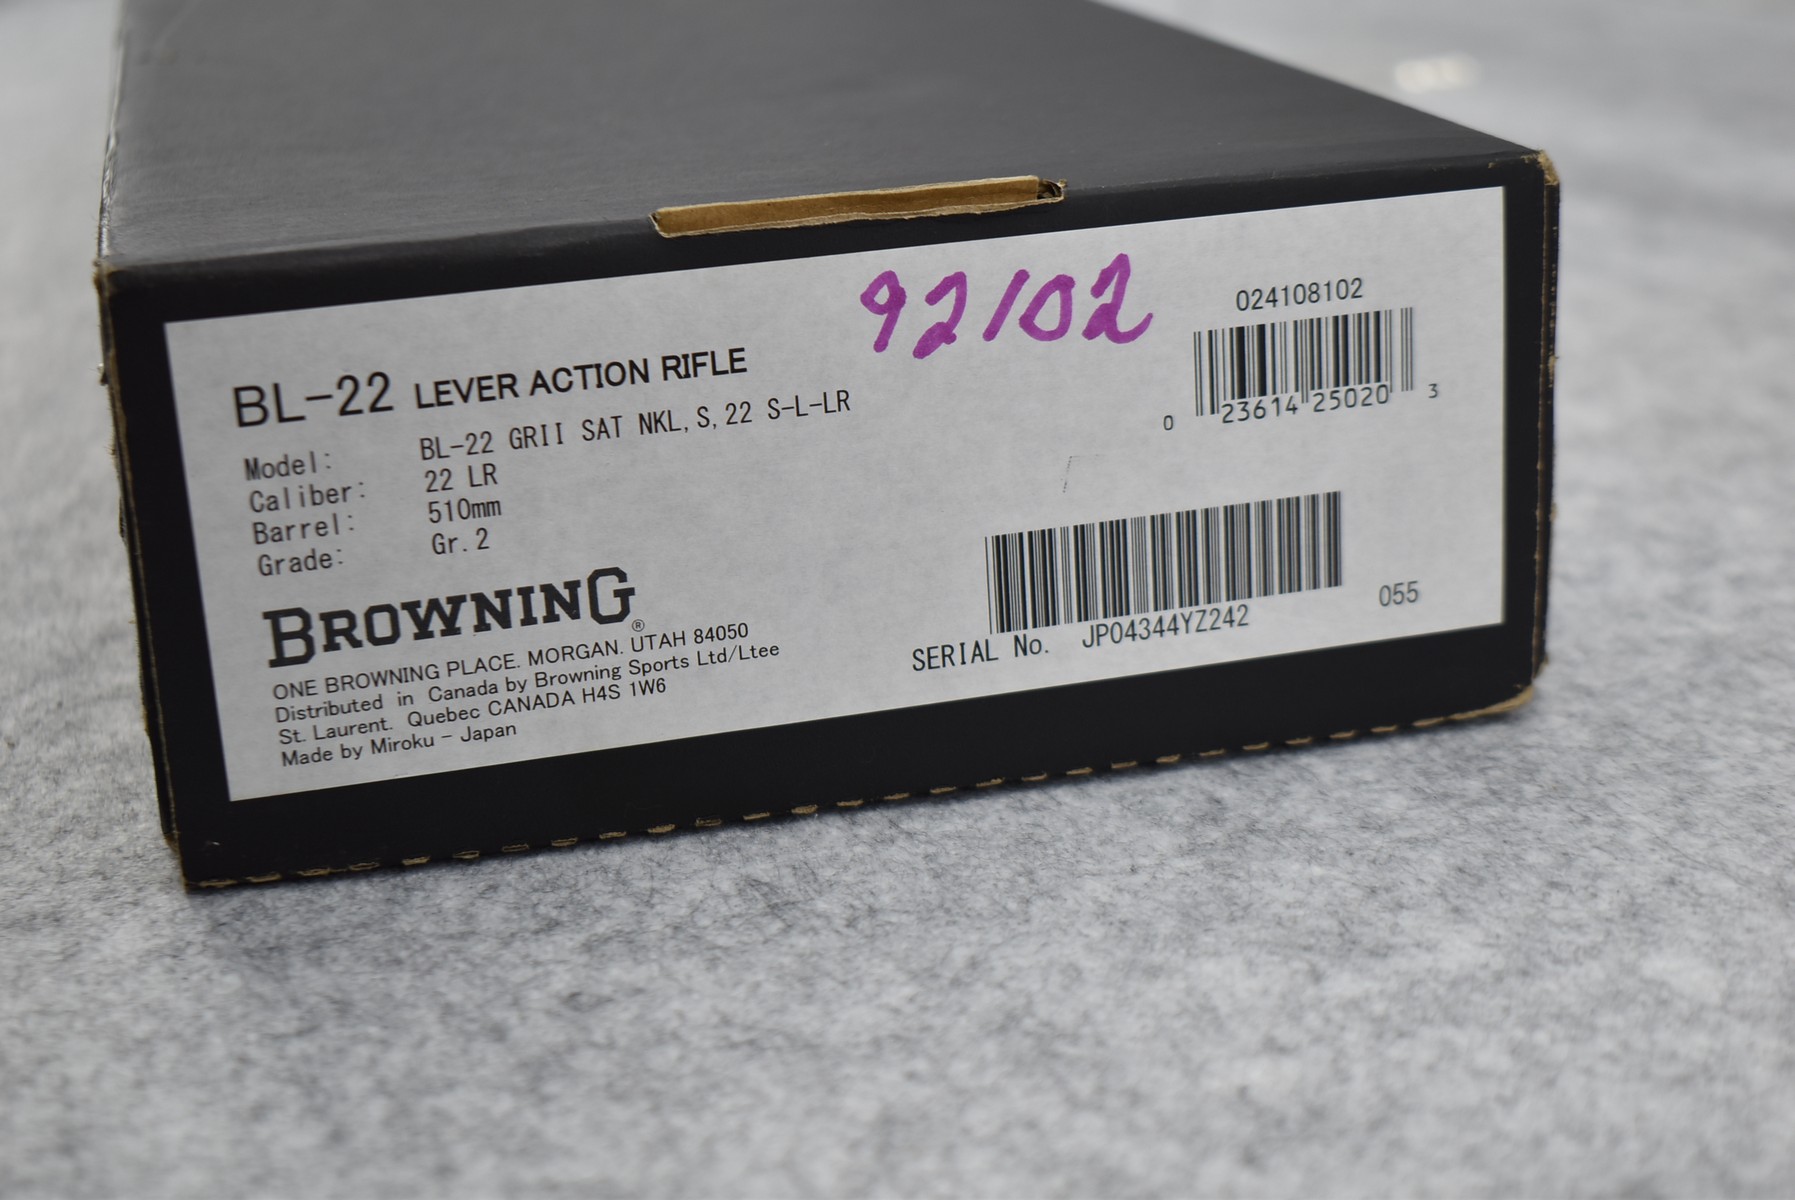 92102
024108102
0 23614 25020 3
BL-22 LEVER ACTION RIFLE
Model: BL-22 GRII SAT NKL,S,22 S-L-LR
Caliber: 22 LR
Barrel: 510mm
Grade: Gr.2
BROWNING®
ONE BROWNING PLACE. MORGAN. UTAH 84050
Distributed in Canada by Browning Sports Ltd/Ltee
St. Laurent. Quebec CANADA H4S 1W6
Made by Miroku - Japan
SERIAL No. JP04344YZ242
055